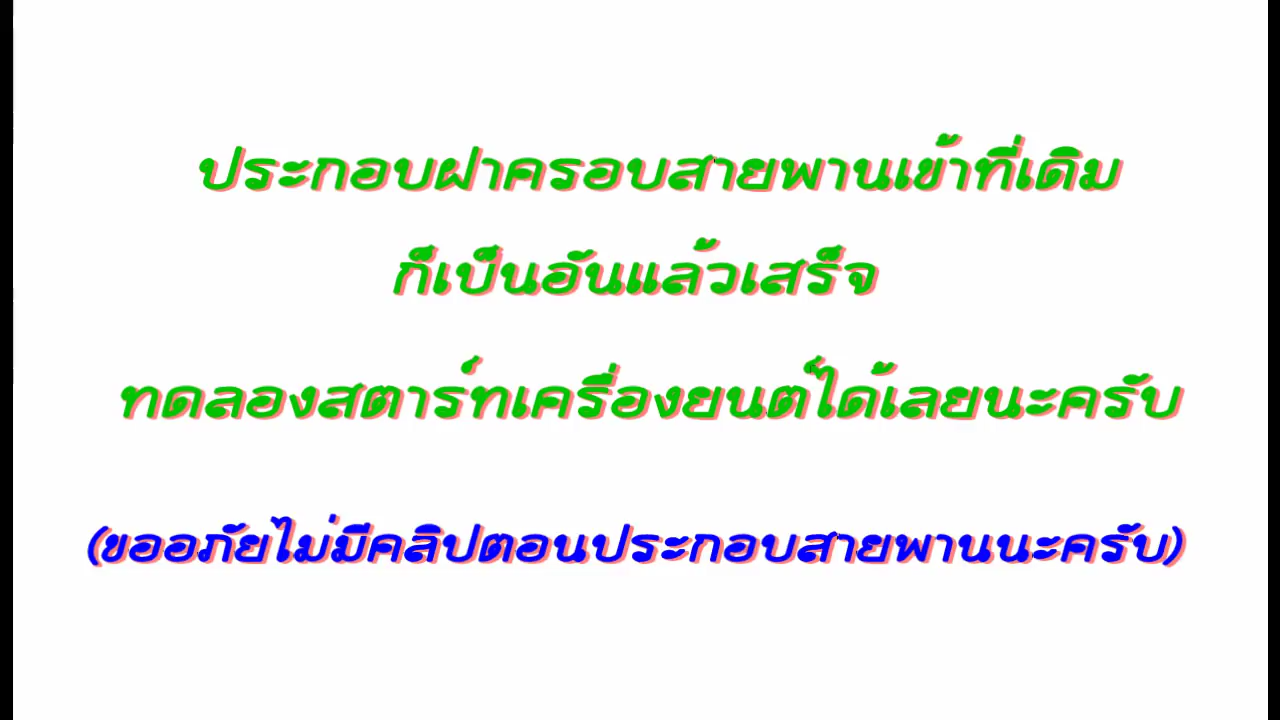 ประกอบฝาครอบสายพานเข้าที่เดิม
ก็เป็นอันแล้วเสร็จ
ทดลองสตาร์ทเครื่องยนต์ได้เลยนะครับ
(ขออภัยไม่มีคลิปตอนประกอบสายพานนะครับ)